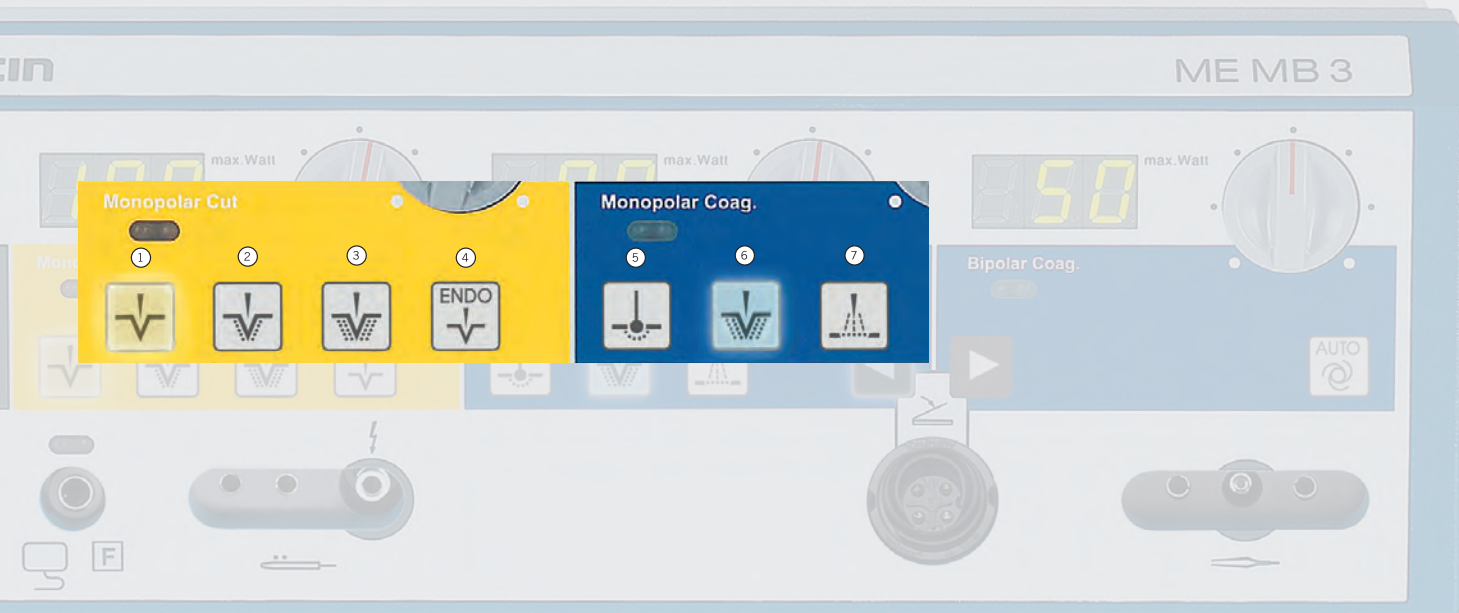 ME MB 3
100 max.Watt
max.Watt
50 max.Watt
Monopolar Cut
Monopolar Coag.
Bipolar Coag.
1 2 3 4 5 6 7
ENDO
AUTO
F